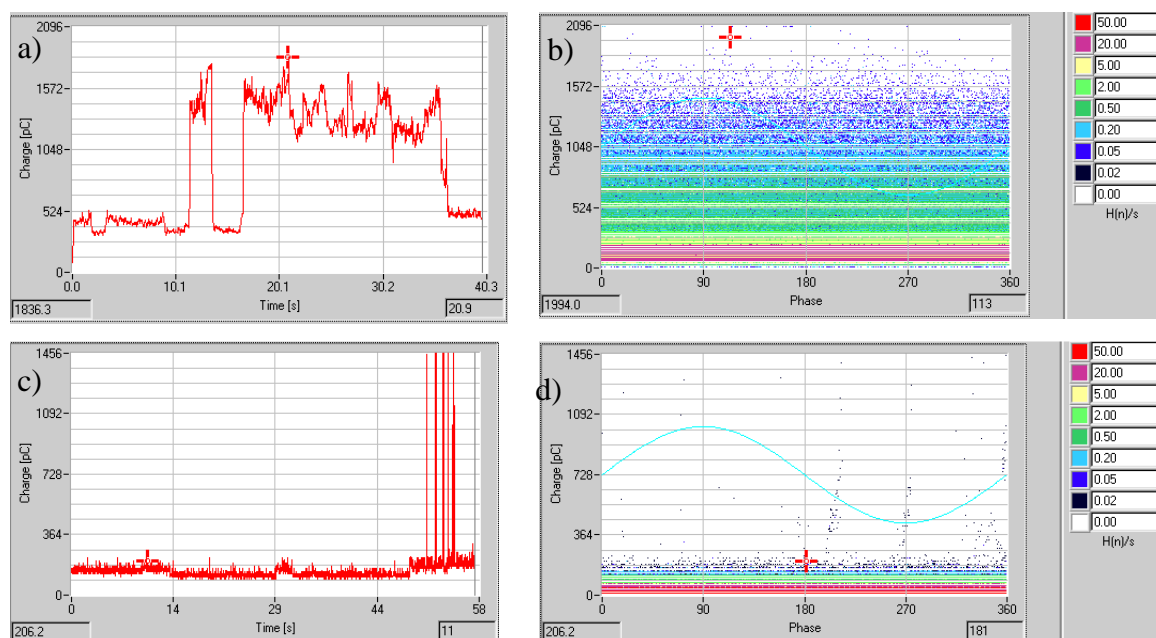 a)
2096
1572
1048
524
0
Charge [pC]
0.0 10.1 20.1 30.2 40.3
Time [s]
1836.3 20.9
b)
2096
1572
1048
524
0
Charge [pC]
0 90 180 270 360
Phase
1994.0 113
50.00
20.00
5.00
2.00
0.50
0.20
0.05
0.02
0.00
H(n)/s
c)
1456
1092
728
364
0
Charge [pC]
0 14 29 44 58
Time [s]
206.2 11
d)
1456
1092
728
364
0
Charge [pC]
0 90 180 270 360
Phase
206.2 181
50.00
20.00
5.00
2.00
0.50
0.20
0.05
0.02
0.00
H(n)/s